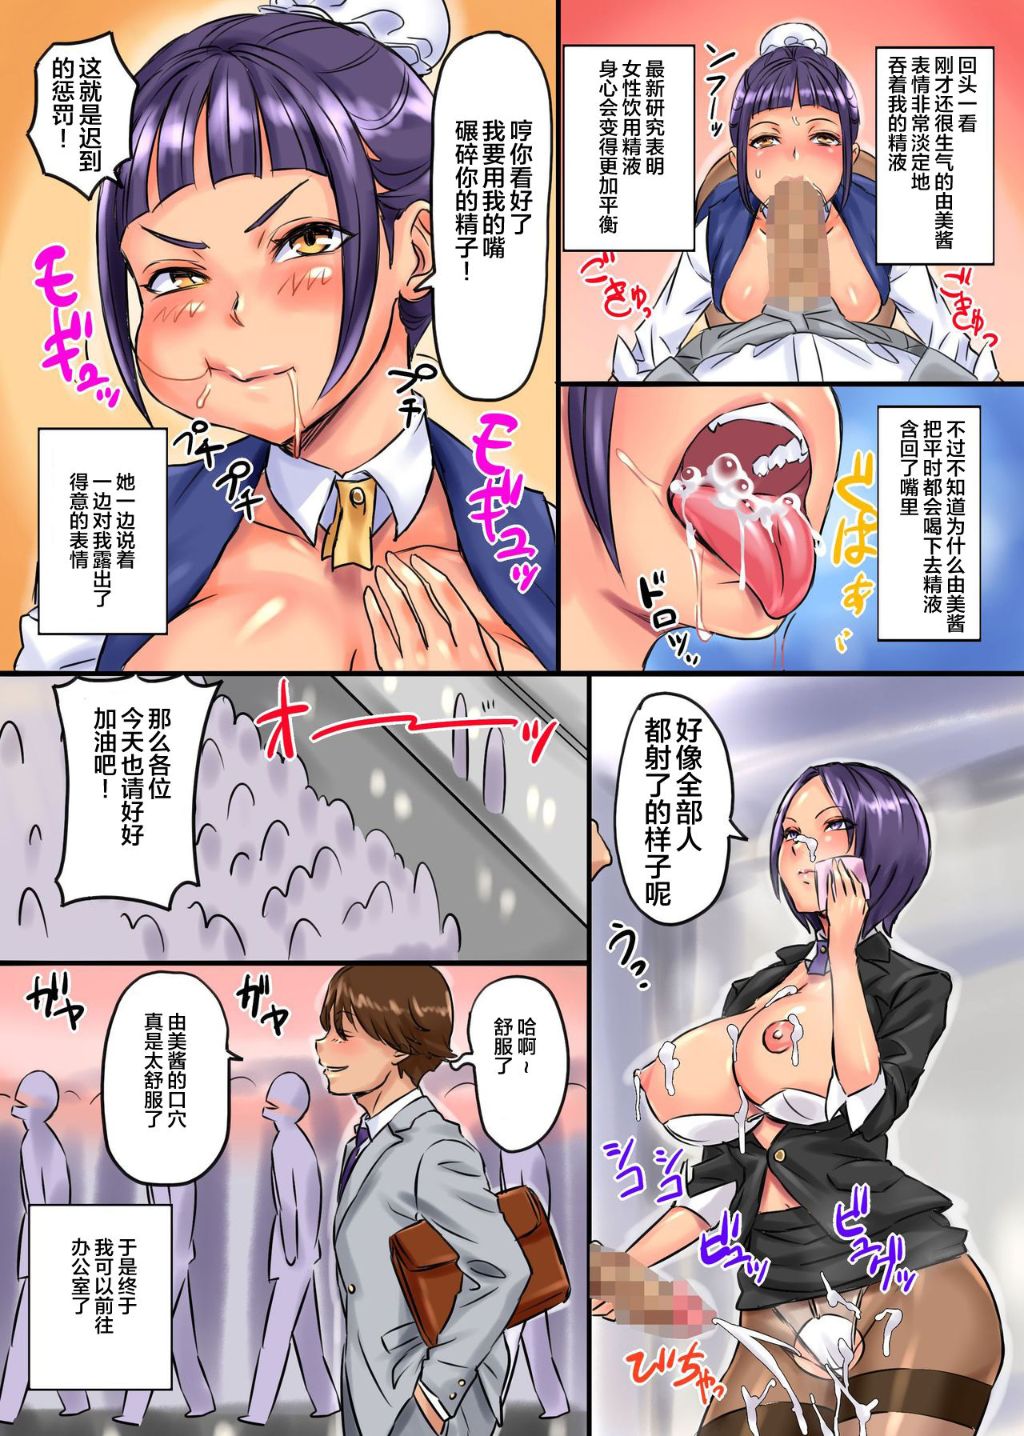 回头一看
刚才还很生气的由美酱
表情非常淡定地
吞着我的精液
ンフーッ
最新研究表明
女性饮用精液
身心会变得更加平衡
ごきゅっ
ごきゅっ
不过不知道为什么由美酱
把平时都会喝下去精液
含回了嘴里
ドロッ
哼你看好了
我要用我的嘴
碾碎你的精子！
这就是迟到
的惩罚！
モギュッ
モギュッ
プチ
プチ
プチ
她一边说着
一边对我露出了
得意的表情
好像全部人
都射了的样子呢
シコ
シコ
ビュッ
ビュッ
びちゃっ
オーーッ
那么各位
今天也请好好
加油吧！
哈啊~
舒服了
ガヤ
ガヤ
由美酱的口穴
真是太舒服了
于是终于
我可以前往
办公室了